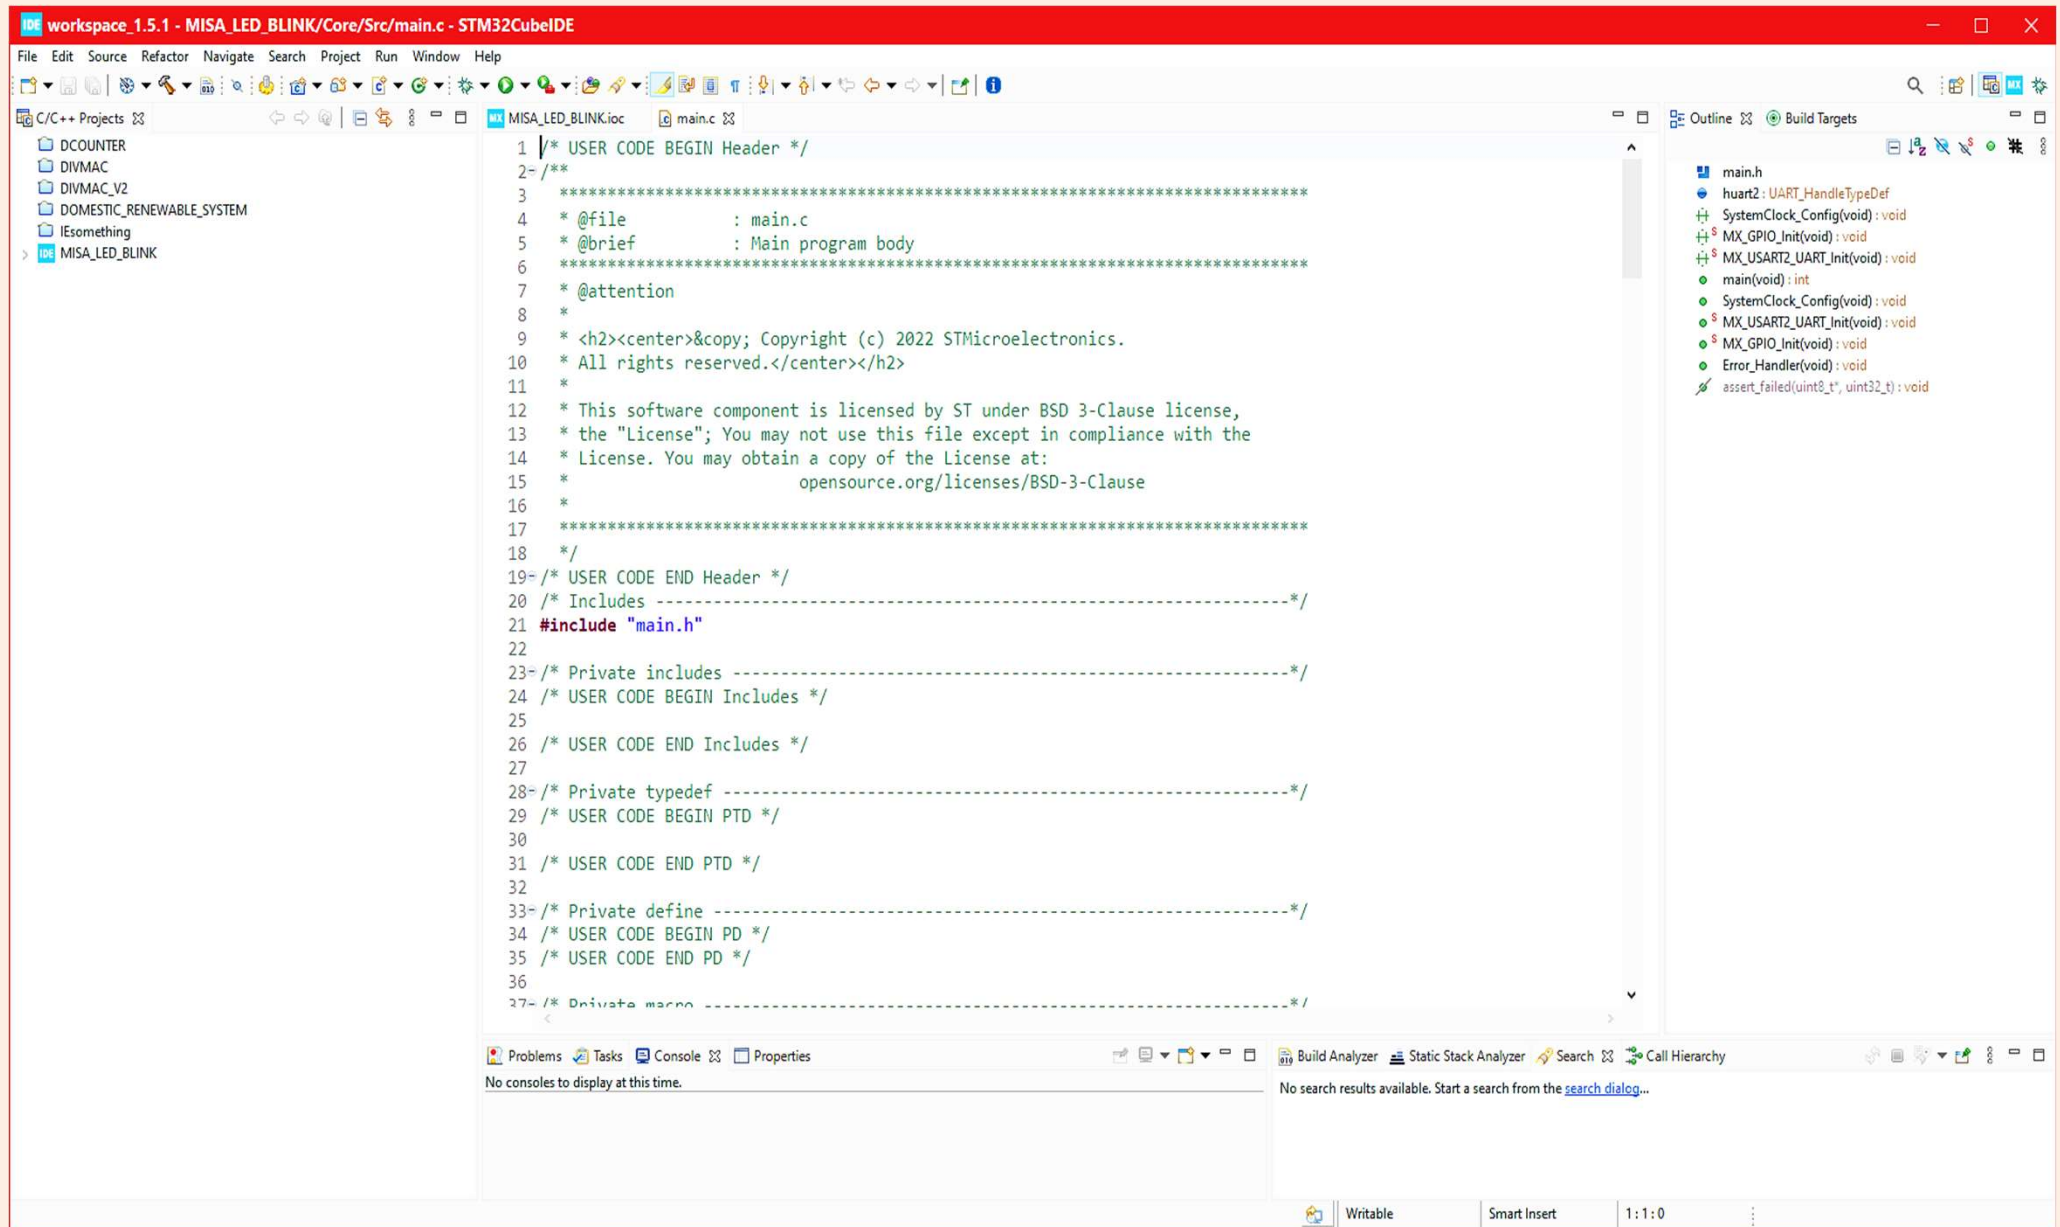 IDE workspace_1.5.1 - MISA_LED_BLINK/Core/Src/main.c - STM32CubeIDE
File Edit Source Refactor Navigate Search Project Run Window Help
C/C++ Projects
DCOUNTER
DIVMAC
DIVMAC_V2
DOMESTIC_RENEWABLE_SYSTEM
IEsomething
IDE MISA_LED_BLINK
MX MISA_LED_BLINK.ioc main.c
1 /* USER CODE BEGIN Header */
2 /**
3 ******************************************************************************
4 * @file : main.c
5 * @brief : Main program body
6 ******************************************************************************
7 * @attention
8 *
9 * <h2><center>&copy; Copyright (c) 2022 STMicroelectronics.
10 * All rights reserved.</center></h2>
11 *
12 * This software component is licensed by ST under BSD 3-Clause license,
13 * the "License"; You may not use this file except in compliance with the
14 * License. You may obtain a copy of the License at:
15 * opensource.org/licenses/BSD-3-Clause
16 *
17 ******************************************************************************
18 */
19 /* USER CODE END Header */
20 /* Includes ------------------------------------------------------------------*/
21 #include "main.h"
22
23 /* Private includes ----------------------------------------------------------*/
24 /* USER CODE BEGIN Includes */
25
26 /* USER CODE END Includes */
27
28 /* Private typedef -----------------------------------------------------------*/
29 /* USER CODE BEGIN PTD */
30
31 /* USER CODE END PTD */
32
33 /* Private define ------------------------------------------------------------*/
34 /* USER CODE BEGIN PD */
35 /* USER CODE END PD */
36
37 /* Private macro -------------------------------------------------------------*/
Outline Build Targets
main.h
huart2 : UART_HandleTypeDef
SystemClock_Config(void) : void
S MX_GPIO_Init(void) : void
S MX_USART2_UART_Init(void) : void
main(void) : int
SystemClock_Config(void) : void
S MX_USART2_UART_Init(void) : void
S MX_GPIO_Init(void) : void
Error_Handler(void) : void
assert_failed(uint8_t*, uint32_t) : void
Problems Tasks Console Properties
No consoles to display at this time.
Build Analyzer Static Stack Analyzer Search Call Hierarchy
No search results available. Start a search from the search dialog...
Writable Smart Insert 1:1:0